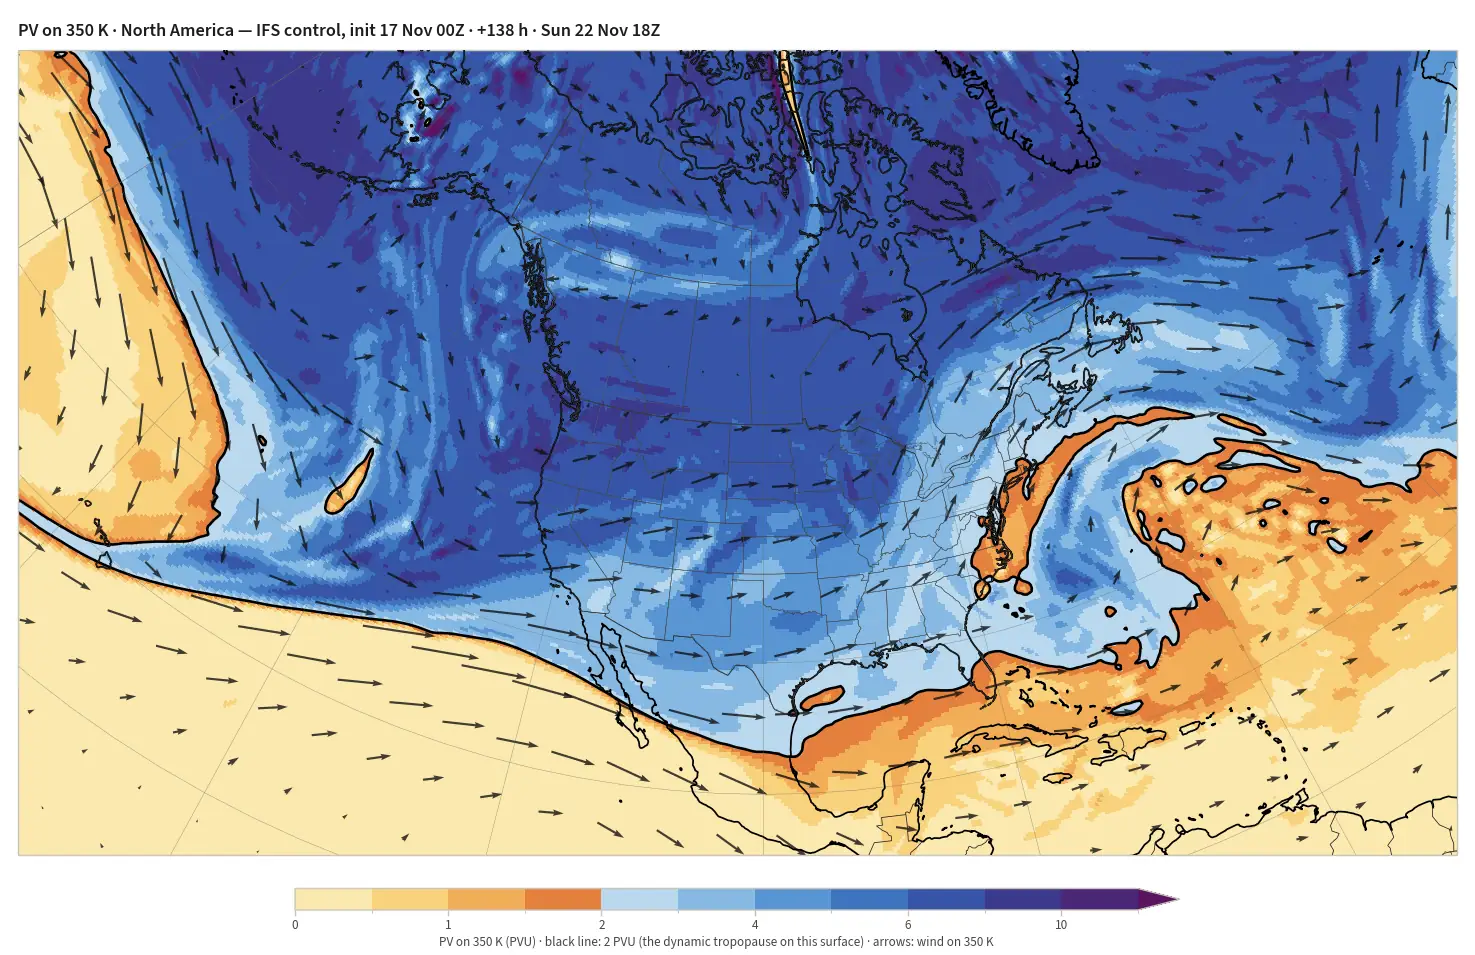 PV on 350 K · North America — IFS control, init 17 Nov 00Z · +138 h · Sun 22 Nov 18Z
0 1 2 4 6 10
PV on 350 K (PVU) · black line: 2 PVU (the dynamic tropopause on this surface) · arrows: wind on 350 K